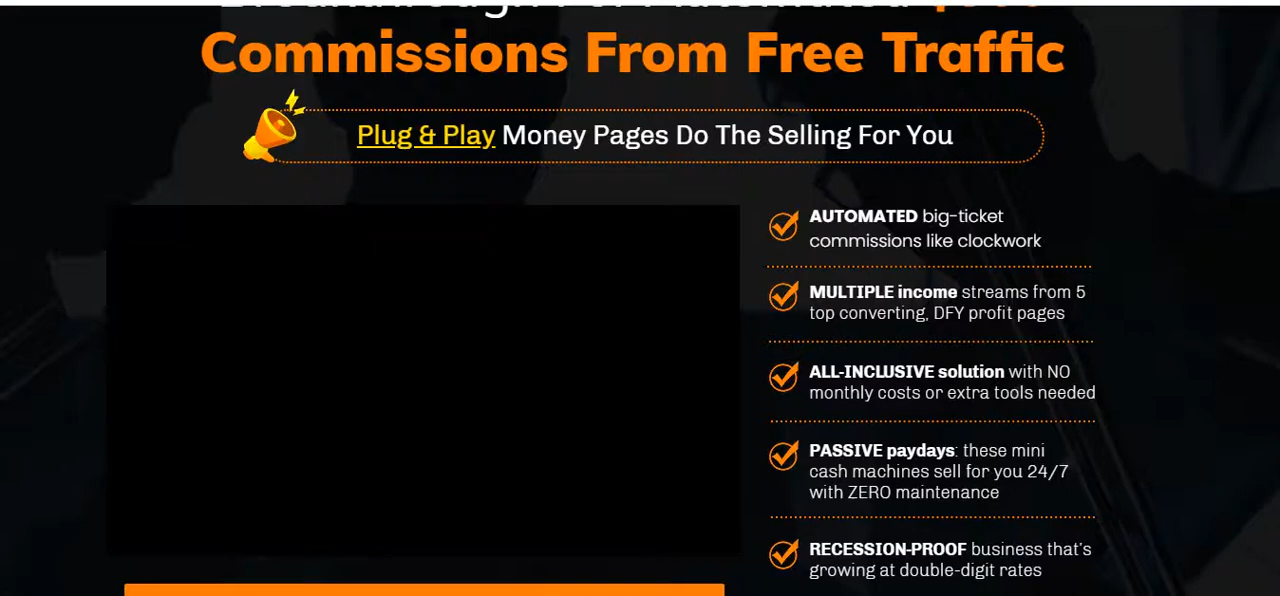 Commissions From Free Traffic
Plug & Play Money Pages Do The Selling For You
AUTOMATED big-ticket
commissions like clockwork
MULTIPLE income streams from 5
top converting, DFY profit pages
ALL-INCLUSIVE solution with NO
monthly costs or extra tools needed
PASSIVE paydays: these mini
cash machines sell for you 24/7
with ZERO maintenance
RECESSION-PROOF business that's
growing at double-digit rates